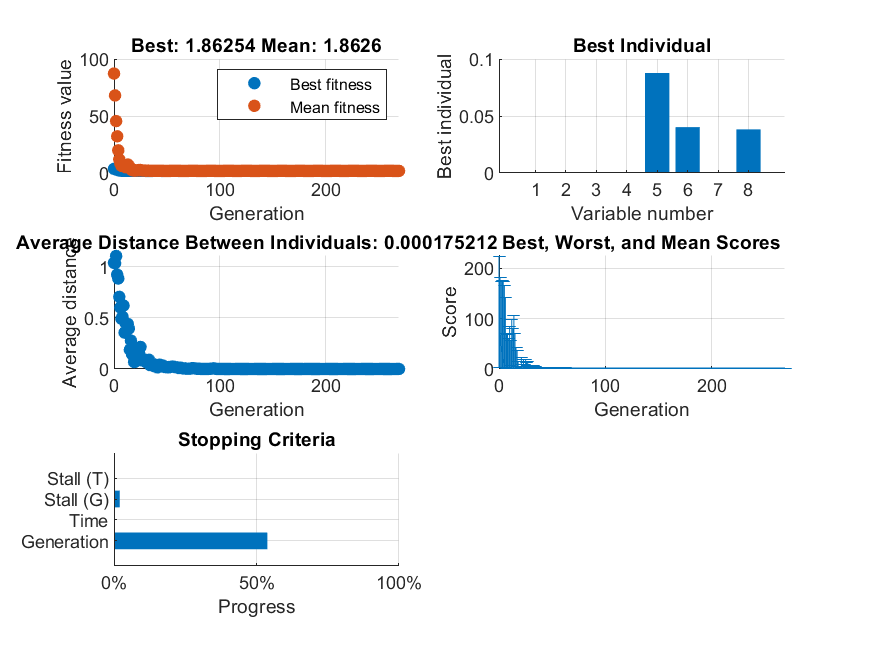 Best: 1.86254 Mean: 1.8626
Fitness value
100
50
0
Best fitness
Mean fitness
0
100
200
Generation
Best Individual
Best individual
0.1
0.05
0
1 2 3 4 5 6 7 8
Variable number
Average Distance Between Individuals: 0.000175212
Average distance
1
0.5
0
0
100
200
Generation
Best, Worst, and Mean Scores
Score
200
100
0
0
100
200
Generation
Stopping Criteria
Stall (T)
Stall (G)
Time
Generation
0%
50%
100%
Progress